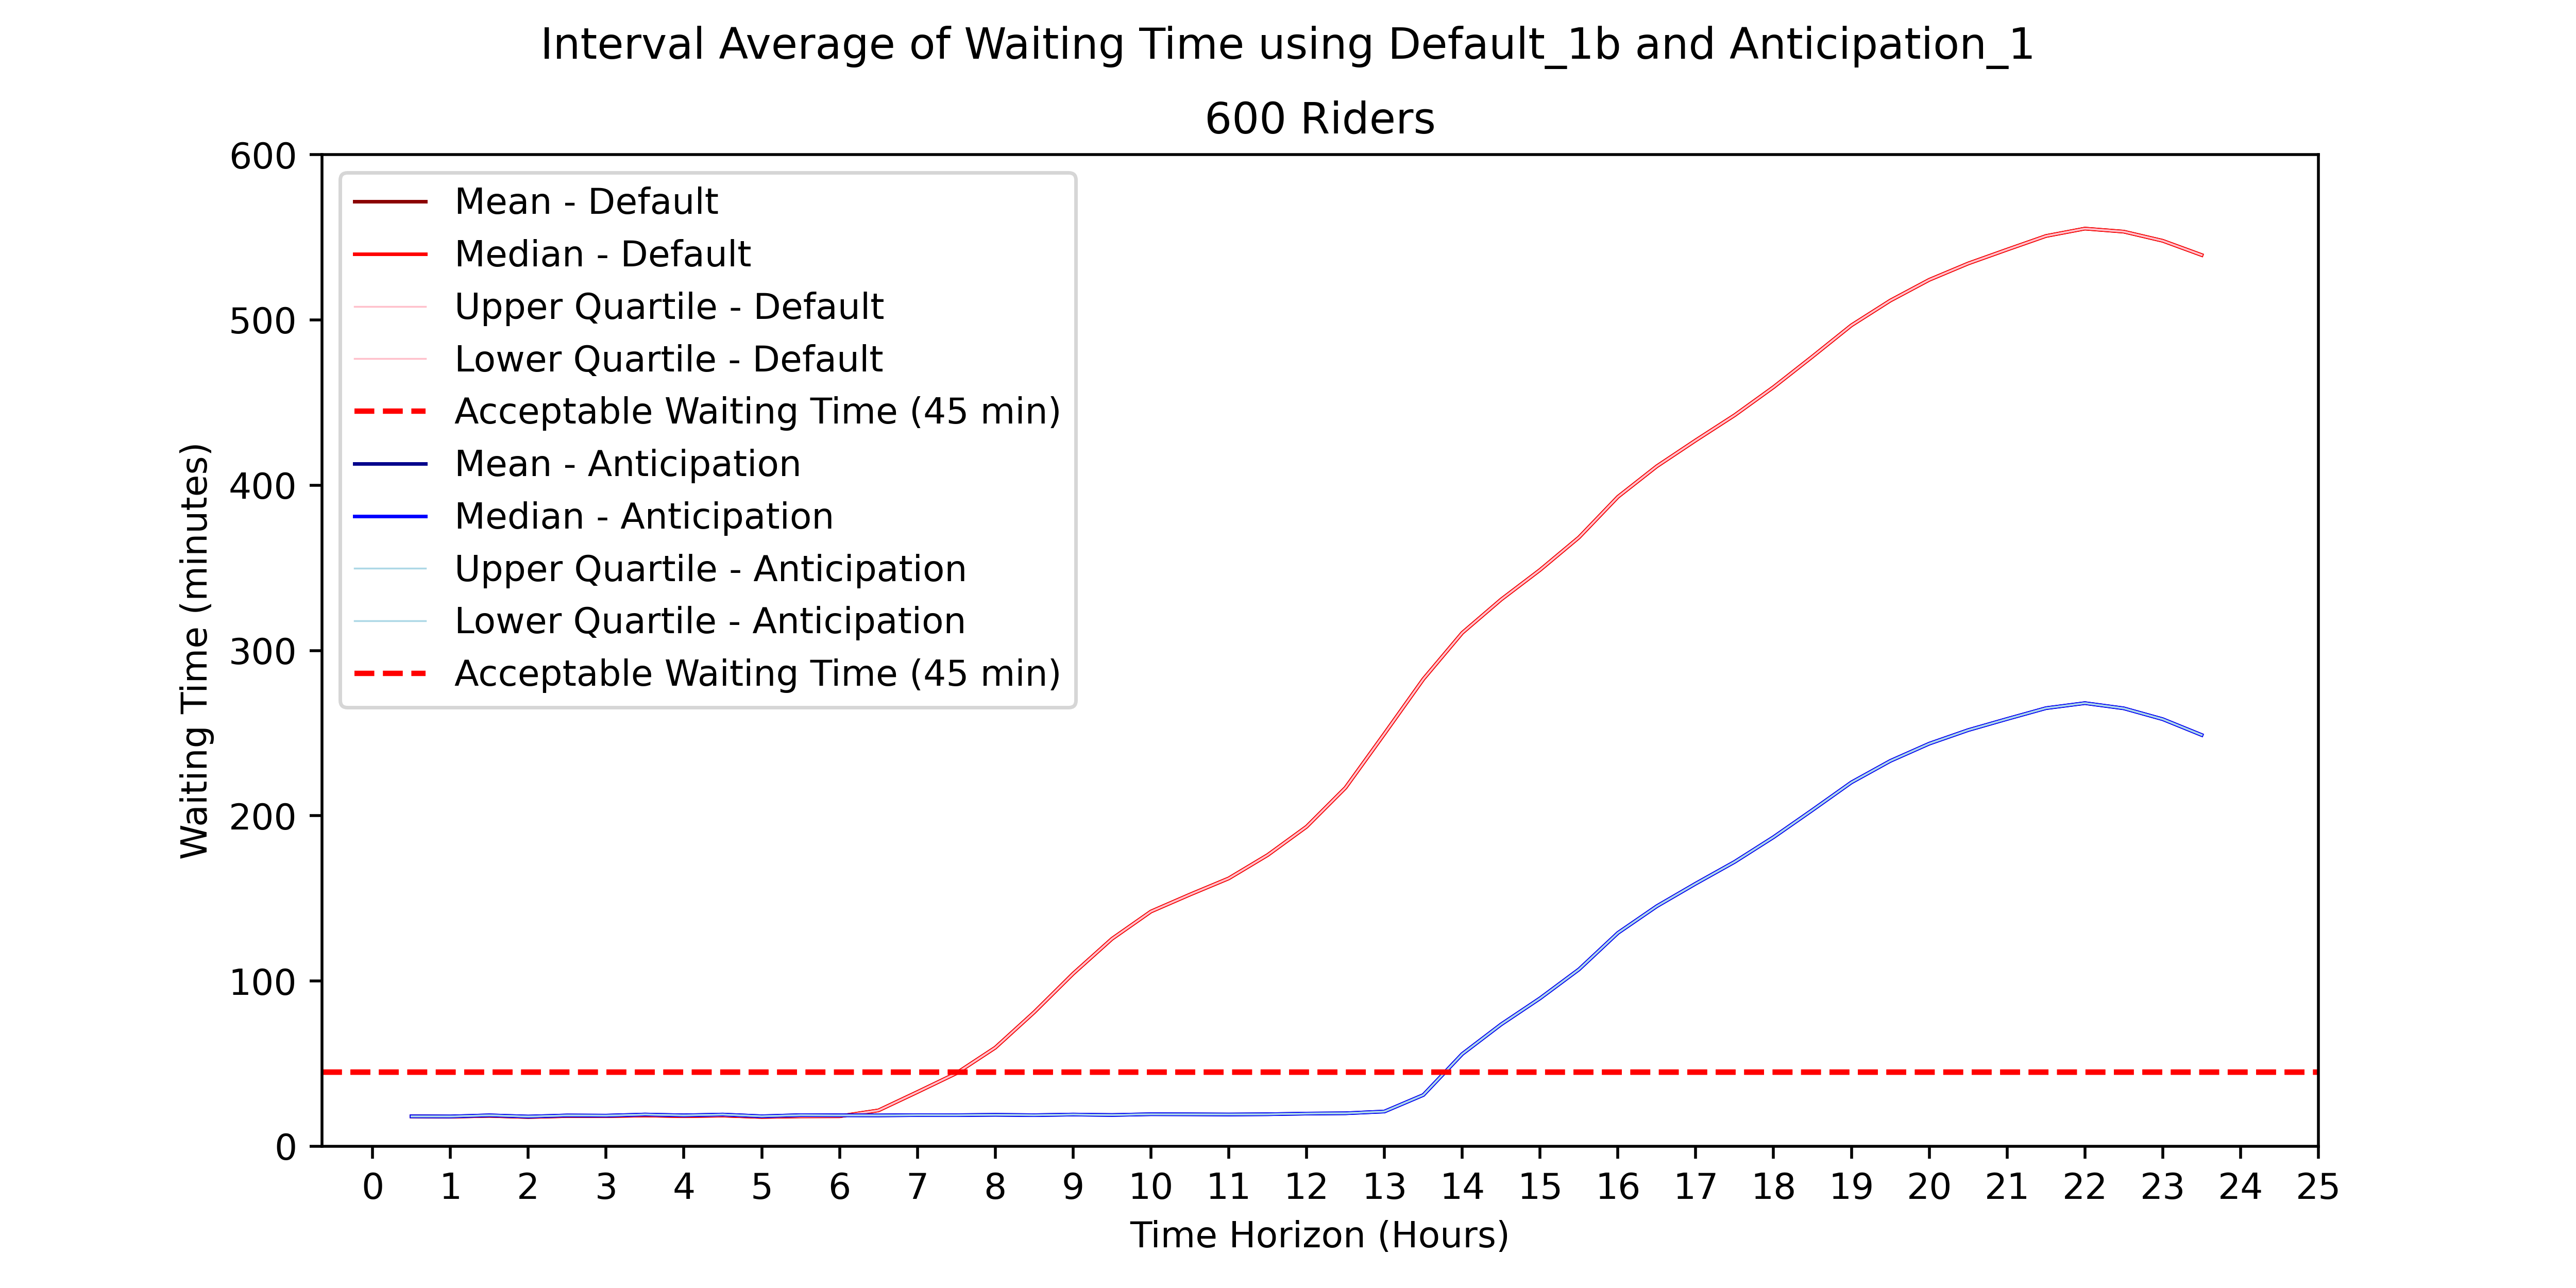 Interval Average of Waiting Time using Default_1b and Anticipation_1
600 Riders
600
500
400
300
200
100
0
Waiting Time (minutes)
Mean - Default
Median - Default
Upper Quartile - Default
Lower Quartile - Default
Acceptable Waiting Time (45 min)
Mean - Anticipation
Median - Anticipation
Upper Quartile - Anticipation
Lower Quartile - Anticipation
Acceptable Waiting Time (45 min)
0 1 2 3 4 5 6 7 8 9 10 11 12 13 14 15 16 17 18 19 20 21 22 23 24 25
Time Horizon (Hours)